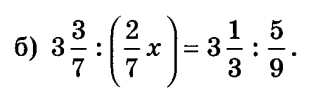 б) 3 3/7 : (2/7 x) = 3 1/3 : 5/9.